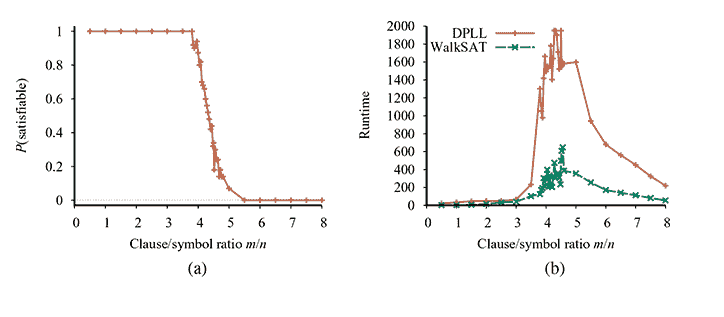 1
0.8
0.6
0.4
0.2
0
P(satisfiable)
0 1 2 3 4 5 6 7 8
Clause/symbol ratio m/n
(a)
2000
1800
1600
1400
1200
1000
800
600
400
200
0
Runtime
DPLL
WalkSAT
0 1 2 3 4 5 6 7 8
Clause/symbol ratio m/n
(b)